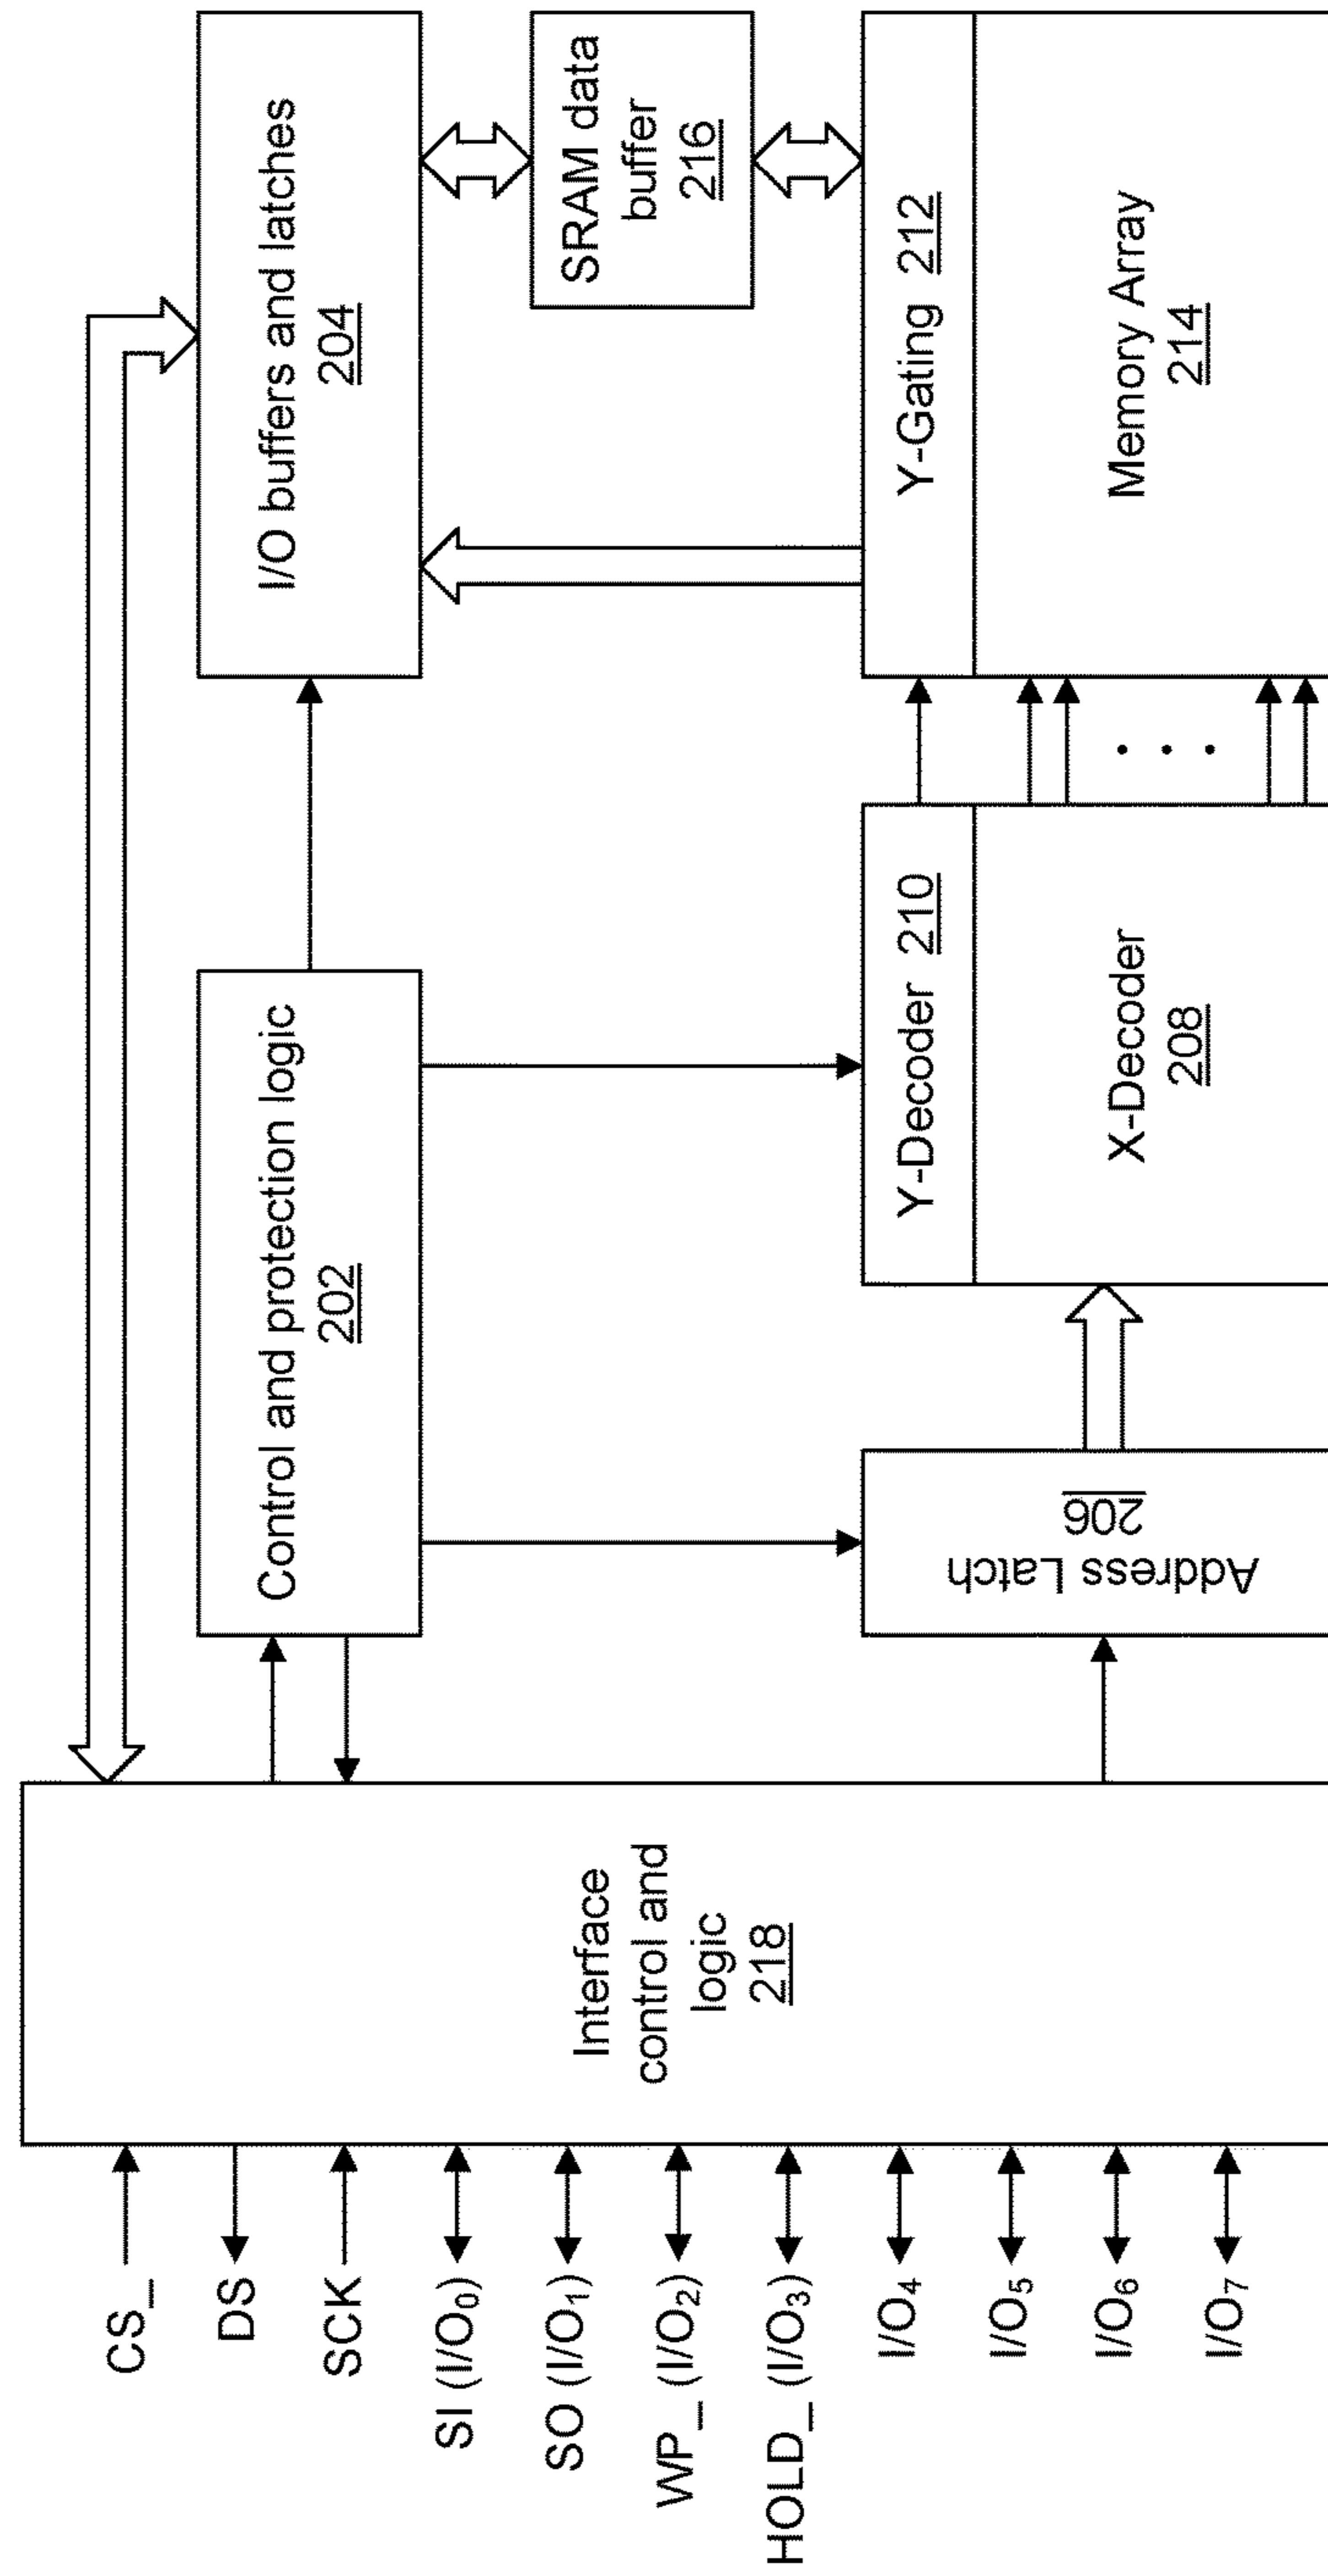 CS_
DS
SCK
SI (I/O₀)
SO (I/O₁)
WP_ (I/O₂)
HOLD_ (I/O₃)
I/O₄
I/O₅
I/O₆
I/O₇
Interface
control and
logic
218
Control and protection logic
202
I/O buffers and latches
204
SRAM data
buffer
216
Address Latch
206
Y-Decoder 210
X-Decoder
208
Y-Gating 212
Memory Array
214